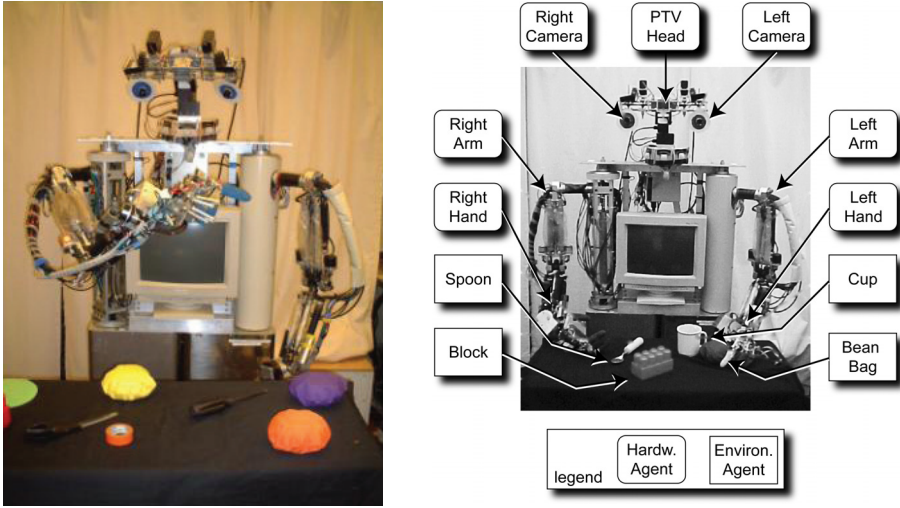 Right
Camera
PTV
Head
Left
Camera
Right
Arm
Left
Arm
Right
Hand
Left
Hand
Spoon
Cup
Block
Bean
Bag
legend
Hardw.
Agent
Environ.
Agent